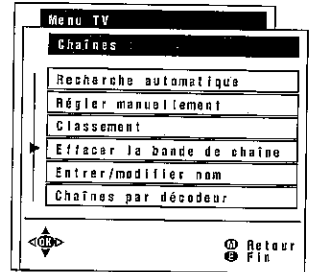 Menu TV
Chaînes :
Recherche automatique
Régler manuellement
Classement
Effacer la bande de chaîne
Entrer/modifier nom
Chaînes par décodeur
OK
M Retour
E Fin